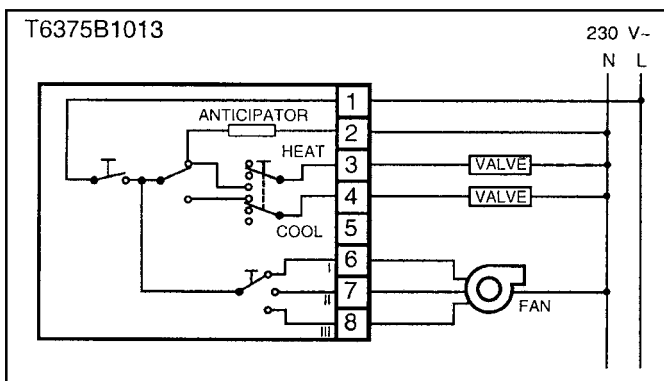 T6375B1013
230 V~
N L
1
ANTICIPATOR
2
HEAT
3
VALVE
4
VALVE
COOL
5
I
6
II
7
FAN
III
8